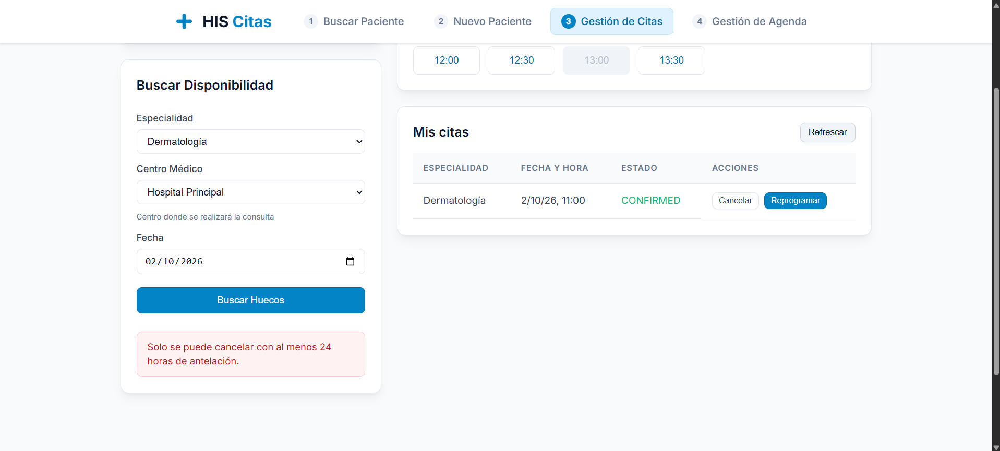 HIS Citas
1 Buscar Paciente
2 Nuevo Paciente
3 Gestión de Citas
4 Gestión de Agenda
Buscar Disponibilidad
Especialidad
Dermatología
Centro Médico
Hospital Principal
Centro donde se realizará la consulta
Fecha
02/10/2026
Buscar Huecos
Solo se puede cancelar con al menos 24
horas de antelación.
12:00 12:30 13:00 13:30
Mis citas
Refrescar
ESPECIALIDAD FECHA Y HORA ESTADO ACCIONES
Dermatología 2/10/26, 11:00 CONFIRMED Cancelar Reprogramar